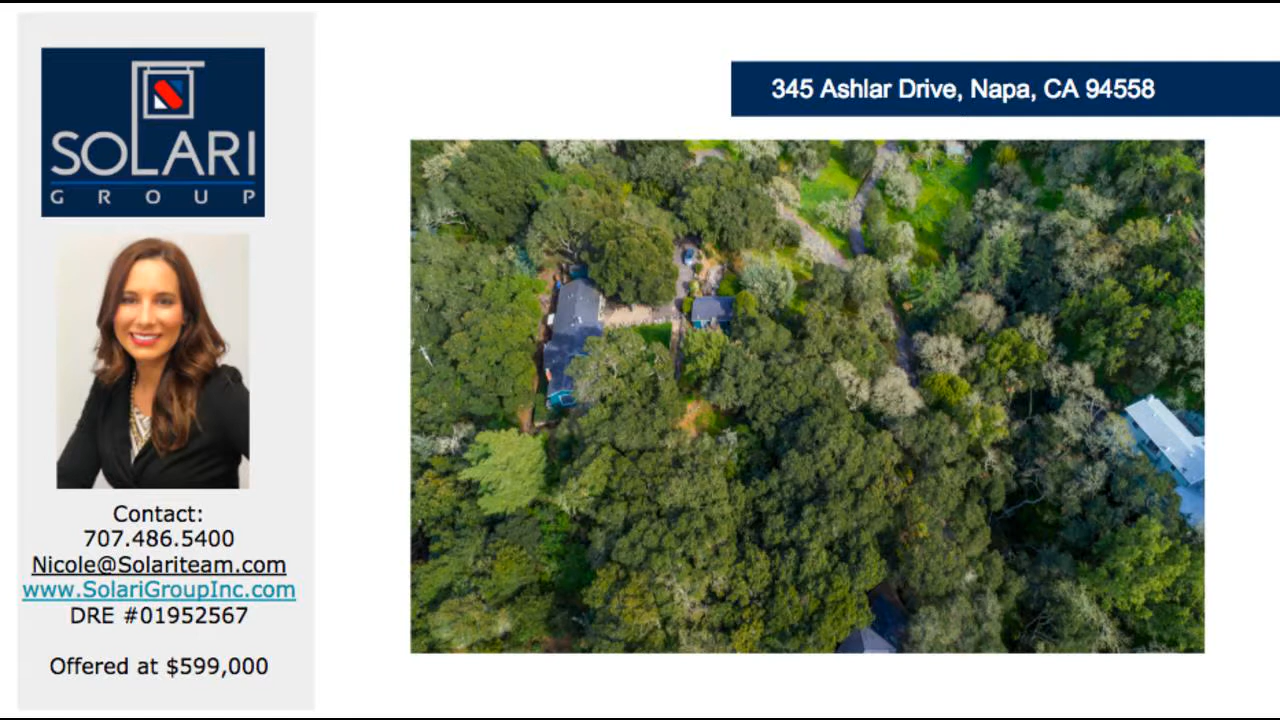 SOLARI
GROUP
Contact:
707.486.5400
Nicole@Solariteam.com
www.SolariGroupInc.com
DRE #01952567
Offered at $599,000
345 Ashlar Drive, Napa, CA 94558